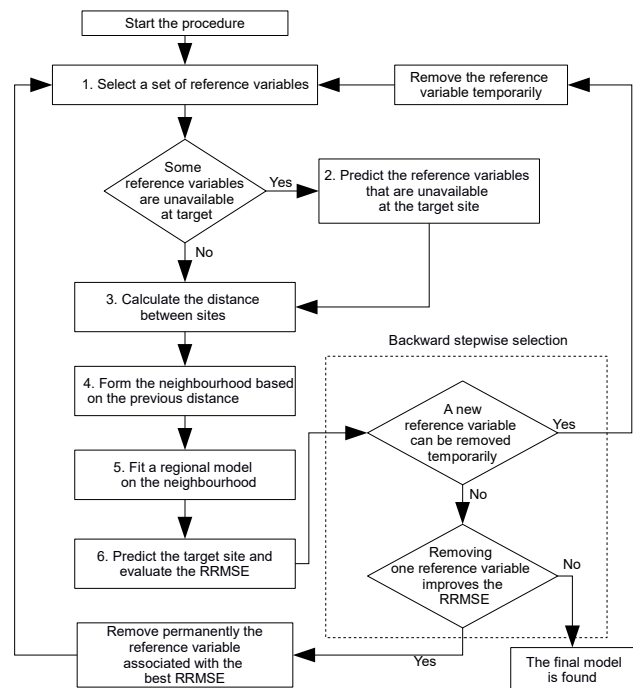 Start the procedure
1. Select a set of reference variables
Remove the reference
variable temporarily
Some
reference variables
are unavailable
at target
Yes
2. Predict the reference variables
that are unavailable
at the target site
No
3. Calculate the distance
between sites
Backward stepwise selection
4. Form the neighbourhood based
on the previous distance
A new
reference variable
can be removed
temporarily
Yes
5. Fit a regional model
on the neighbourhood
No
6. Predict the target site and
evaluate the RRMSE
Removing
one reference variable
improves the
RRMSE
No
Remove permanently the
reference variable
associated with the
best RRMSE
Yes
The final model
is found